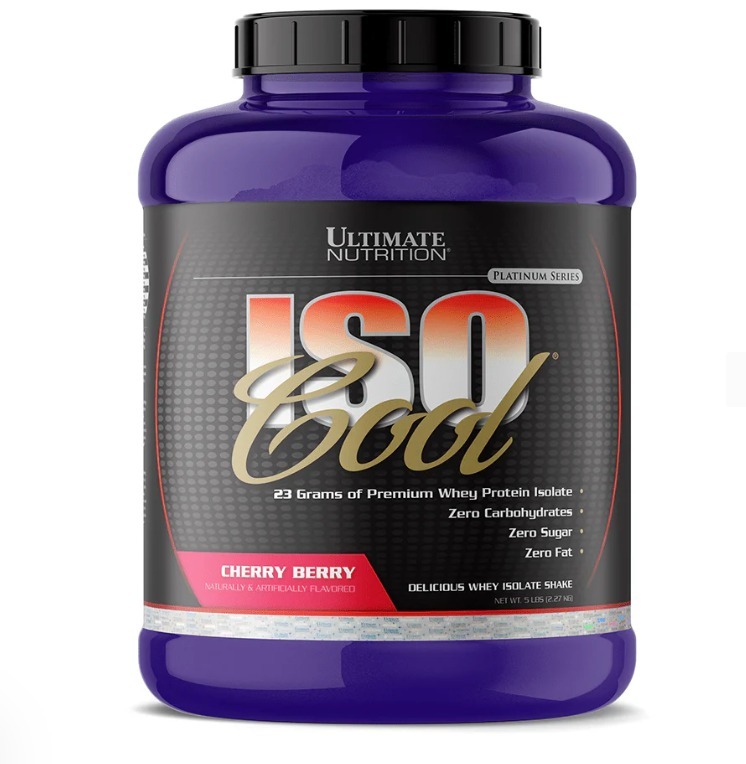 ULTIMATE
NUTRITION®
PLATINUM SERIES
ISO
Cool®
23 Grams of Premium Whey Protein Isolate •
Zero Carbohydrates •
Zero Sugar •
Zero Fat •
CHERRY BERRY
NATURALLY & ARTIFICIALLY FLAVORED
DELICIOUS WHEY ISOLATE SHAKE
NET WT. 5 LBS (2.27 KG)